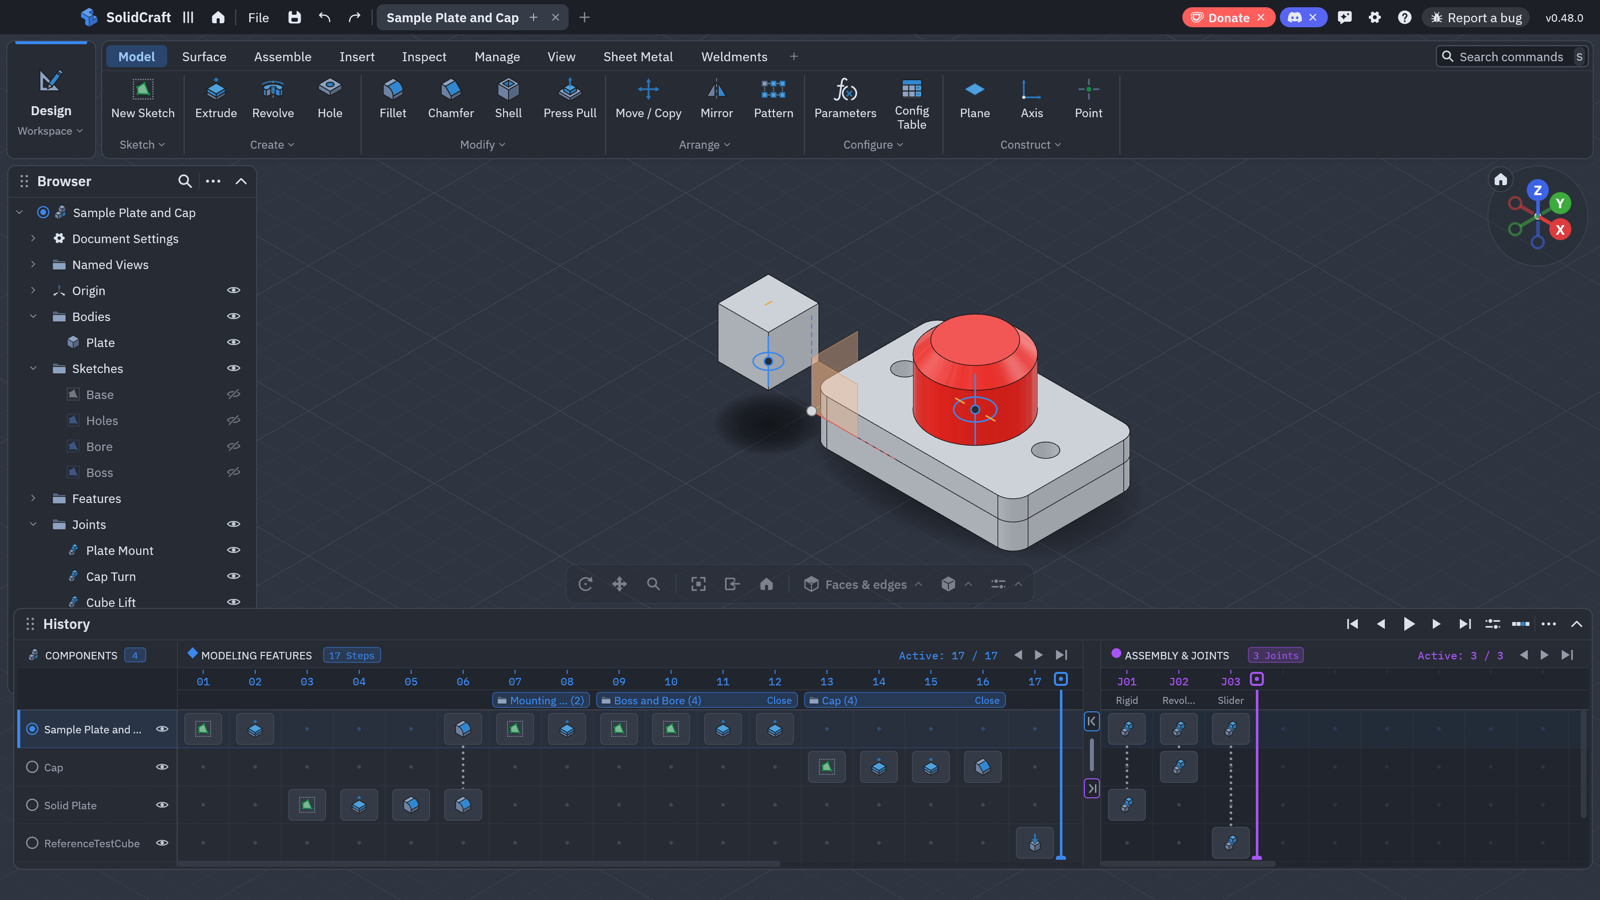 SolidCraft File Sample Plate and Cap Donate Report a bug v0.48.0
Design
Workspace
Model Surface Assemble Insert Inspect Manage View Sheet Metal Weldments Search commands S
New Sketch Extrude Revolve Hole Fillet Chamfer Shell Press Pull Move / Copy Mirror Pattern Parameters Config Table Plane Axis Point
Sketch Create Modify Arrange Configure Construct
Browser
Sample Plate and Cap
Document Settings
Named Views
Origin
Bodies
Plate
Sketches
Base
Holes
Bore
Boss
Features
Joints
Plate Mount
Cap Turn
Cube Lift
Z
Y
X
Faces & edges
History
COMPONENTS 4 MODELING FEATURES 17 Steps Active: 17 / 17 ASSEMBLY & JOINTS 3 Joints Active: 3 / 3
01 02 03 04 05 06 07 08 09 10 11 12 13 14 15 16 17 J01 J02 J03
Mounting ... (2) Boss and Bore (4) Close Cap (4) Close Rigid Revol... Slider
Sample Plate and ...
Cap
Solid Plate
ReferenceTestCube